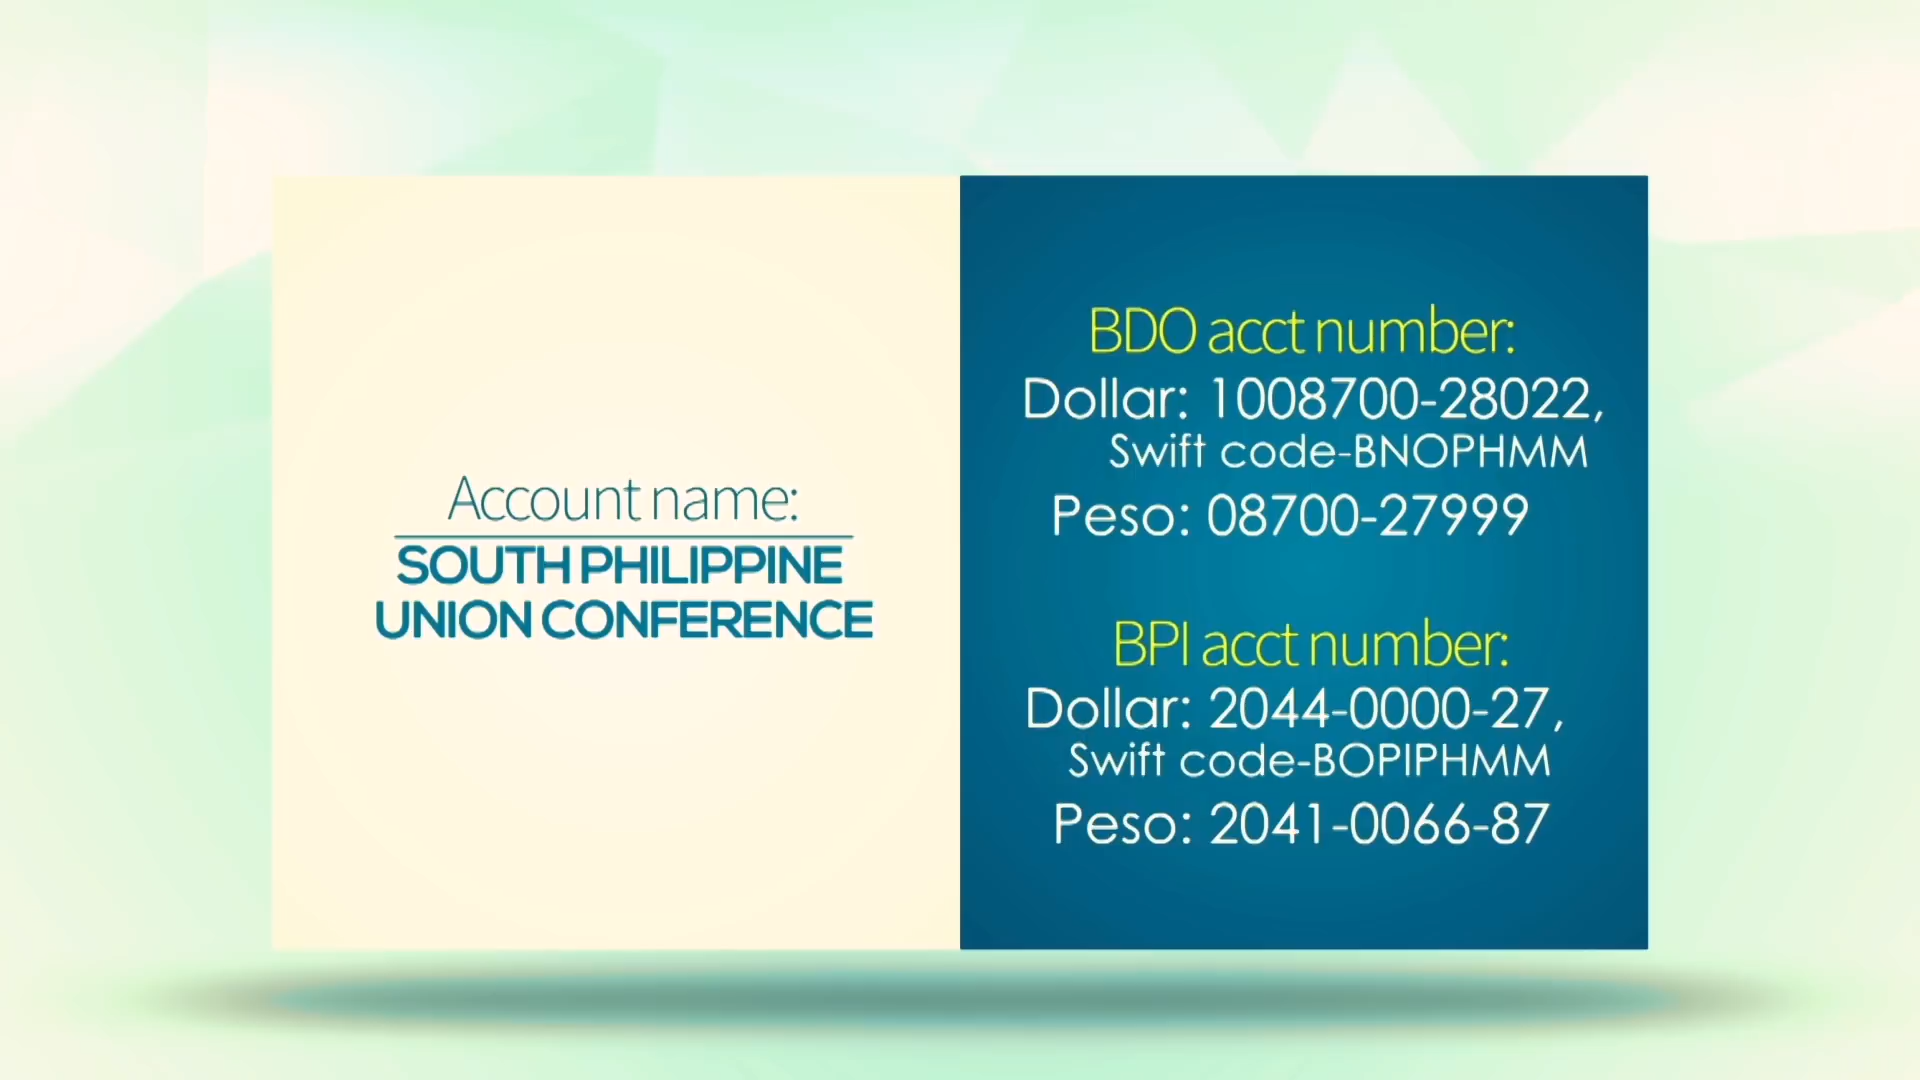 Account name:
SOUTH PHILIPPINE
UNION CONFERENCE
BDO acct number:
Dollar: 1008700-28022,
Swift code-BNOPHMM
Peso: 08700-27999
BPI acct number:
Dollar: 2044-0000-27,
Swift code-BOPIPHMM
Peso: 2041-0066-87